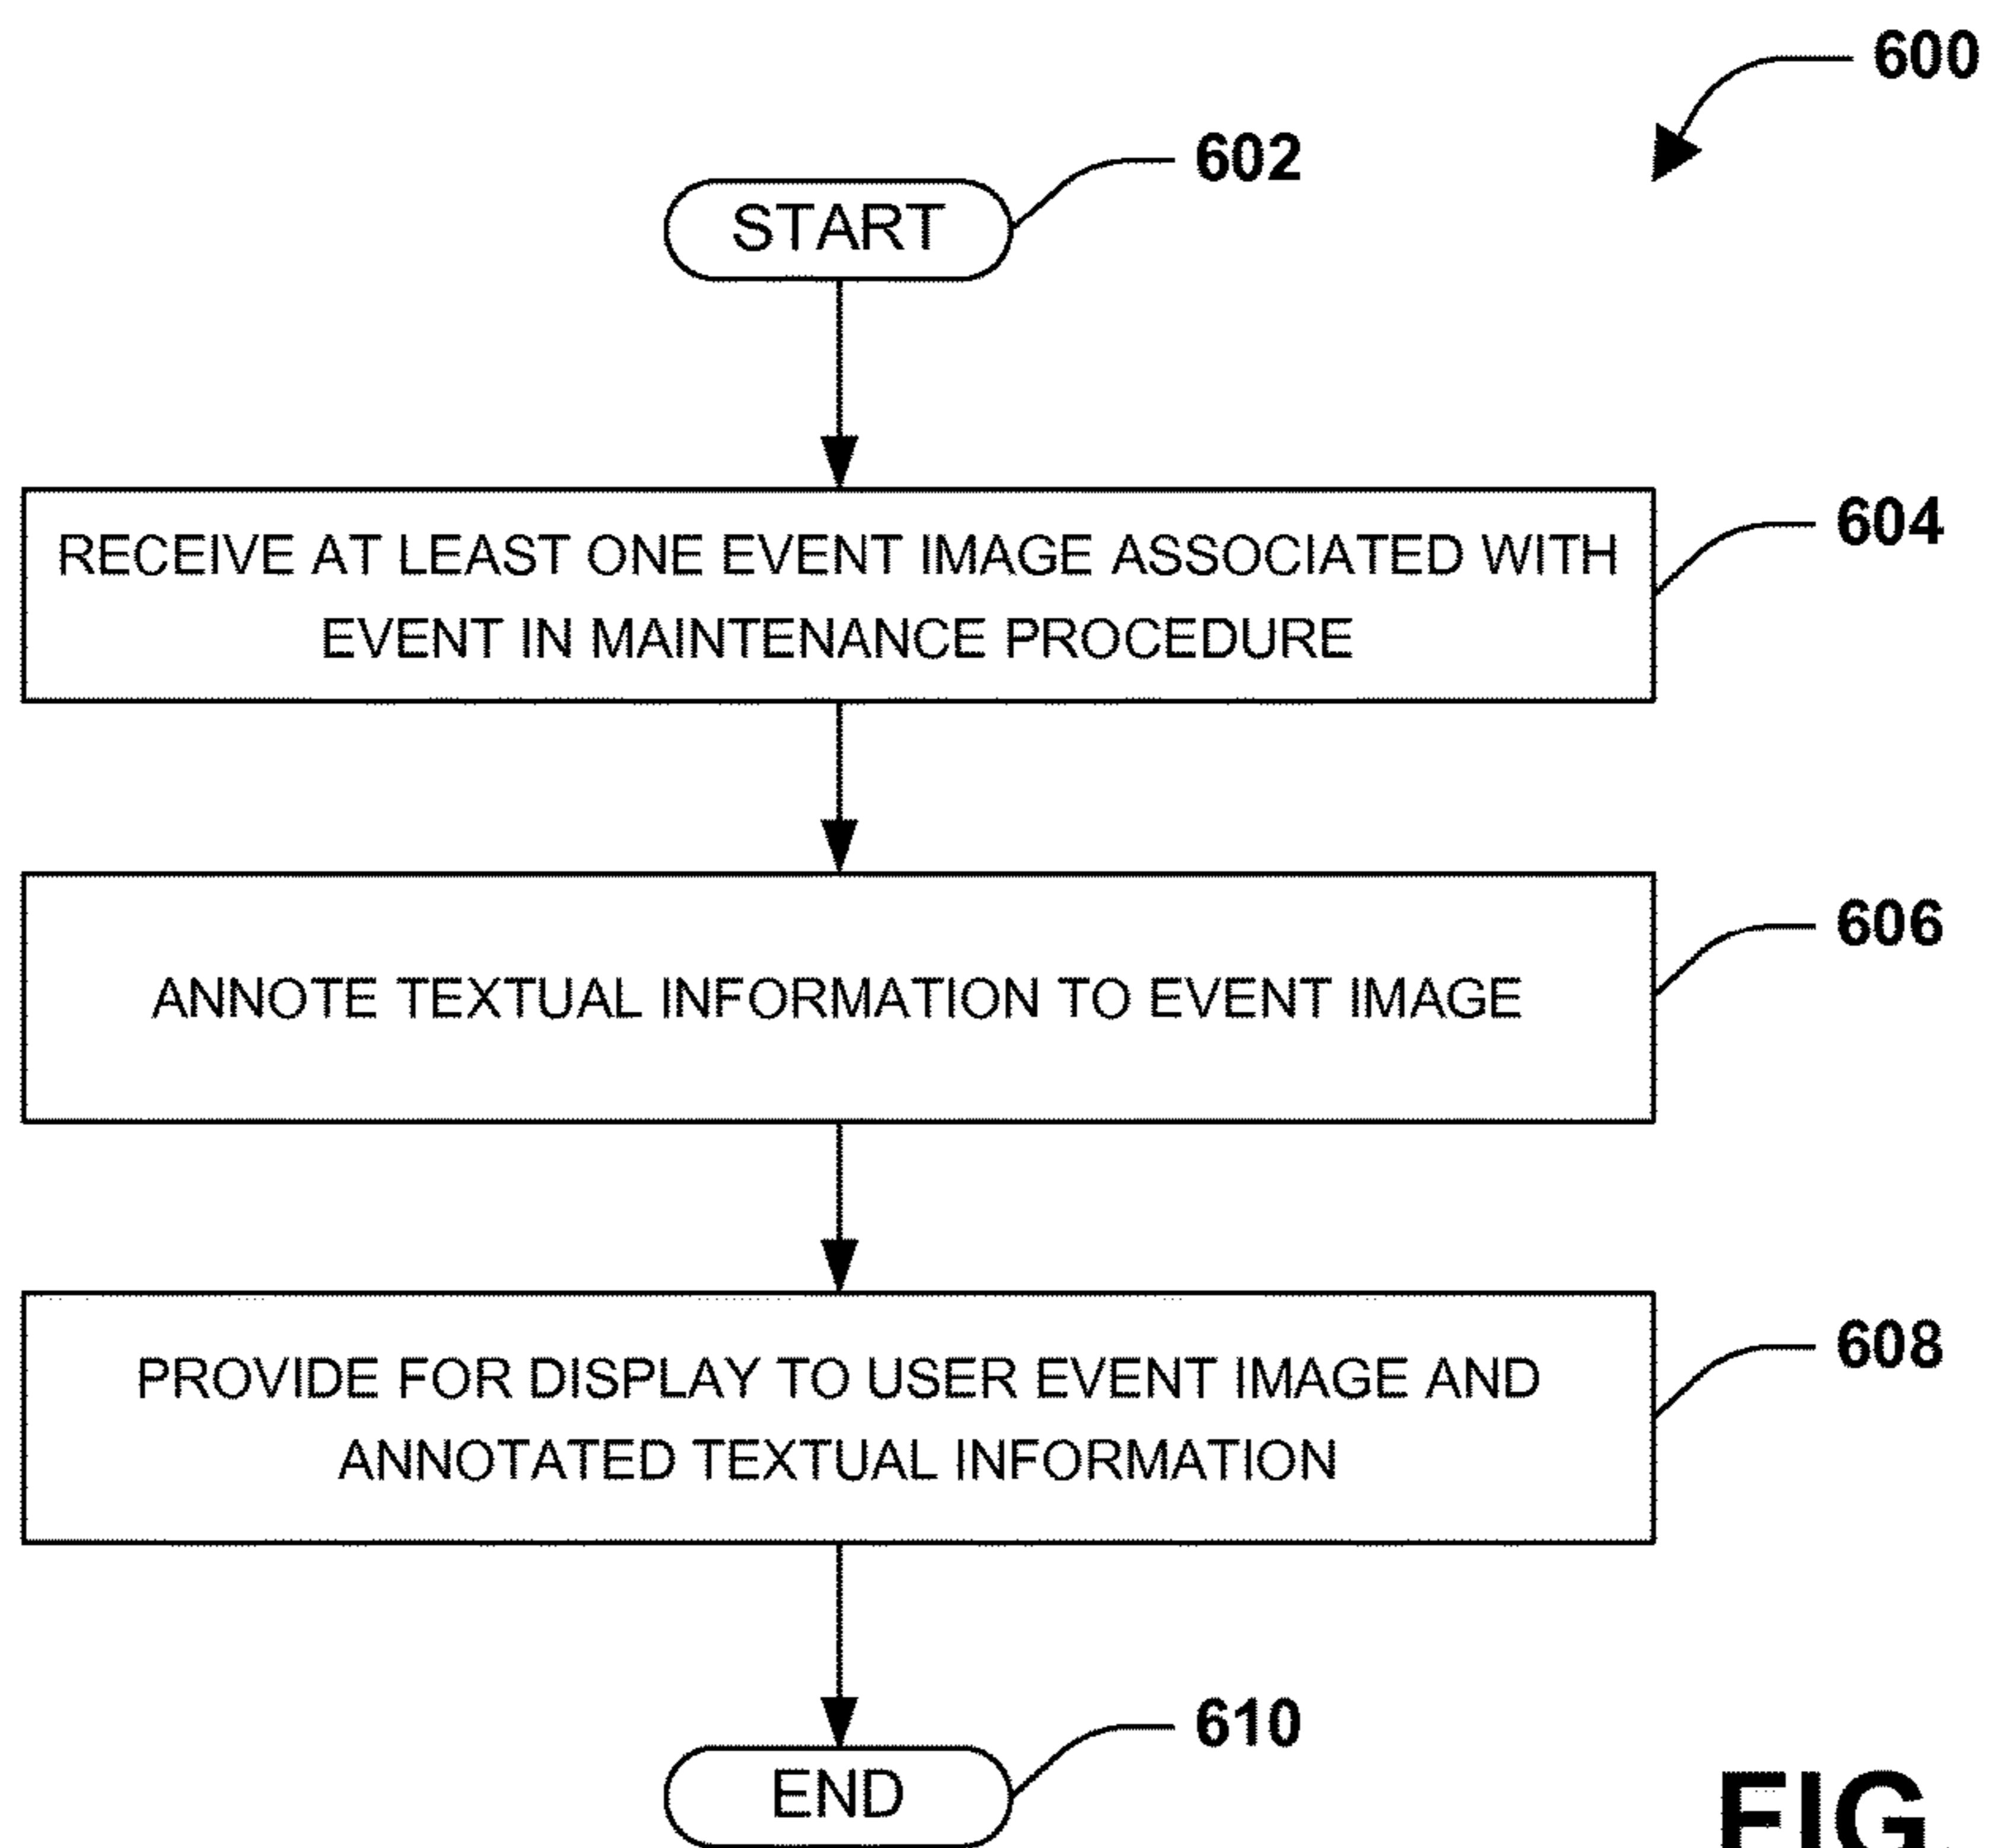 600
602
START
604
RECEIVE AT LEAST ONE EVENT IMAGE ASSOCIATED WITH
EVENT IN MAINTENANCE PROCEDURE
606
ANNOTE TEXTUAL INFORMATION TO EVENT IMAGE
608
PROVIDE FOR DISPLAY TO USER EVENT IMAGE AND
ANNOTATED TEXTUAL INFORMATION
610
END
FIG.